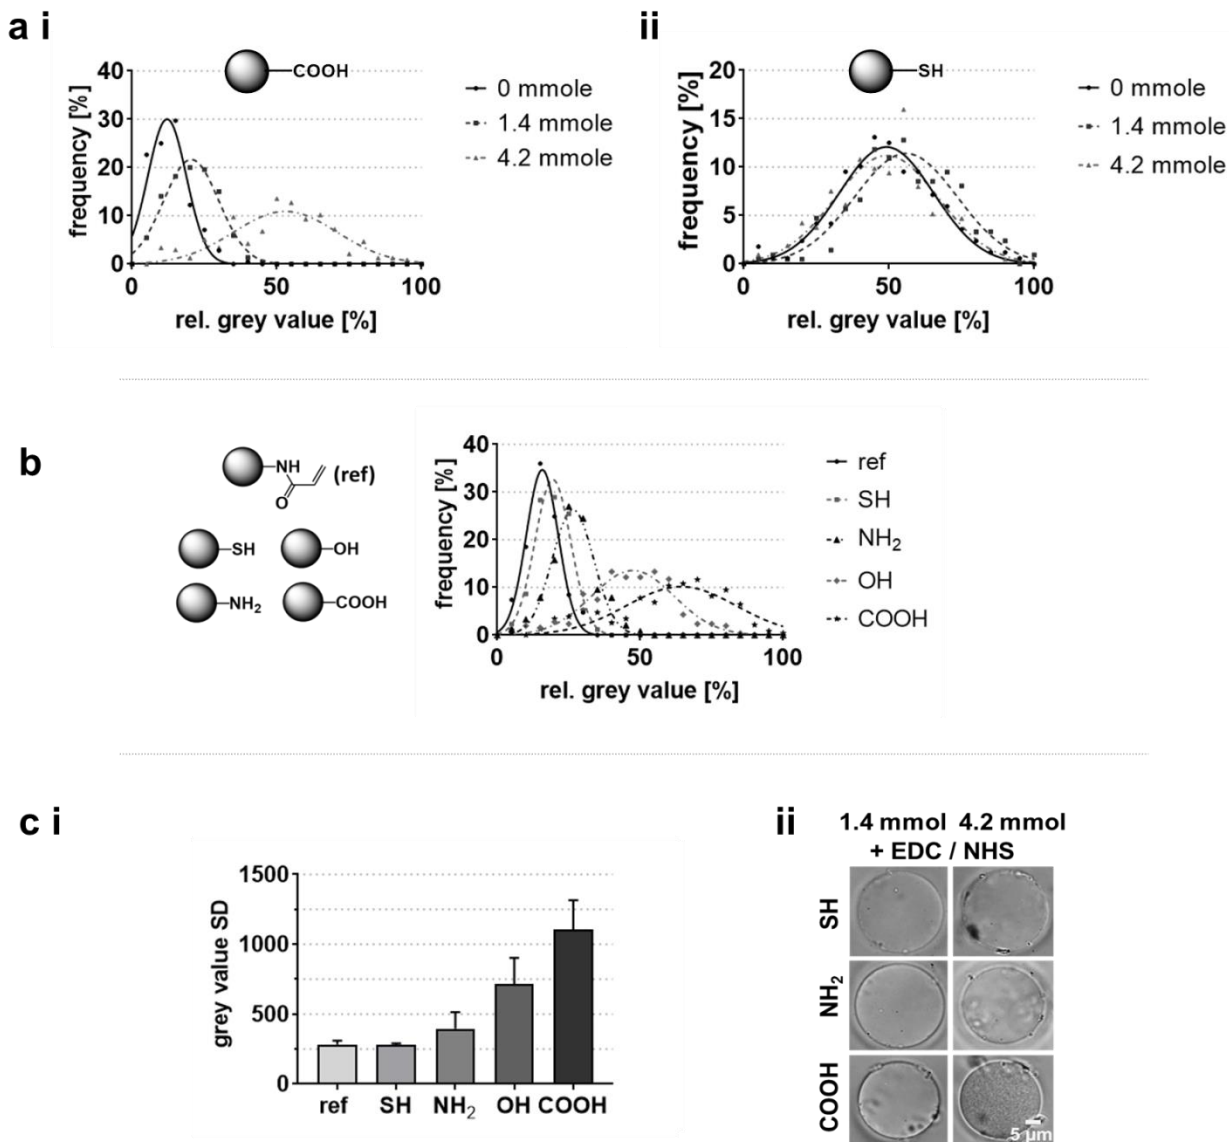 a i
COOH
frequency [%]
40
30
20
10
0
0
50
100
rel. grey value [%]
0 mmole
1.4 mmole
4.2 mmole
ii
SH
frequency [%]
20
15
10
5
0
0
50
100
rel. grey value [%]
0 mmole
1.4 mmole
4.2 mmole
b
NH
O
(ref)
SH
OH
NH₂
COOH
frequency [%]
40
30
20
10
0
0
50
100
rel. grey value [%]
ref
SH
NH₂
OH
COOH
c i
grey value SD
1500
1000
500
0
ref SH NH₂ OH COOH
ii
1.4 mmol 4.2 mmol
+ EDC / NHS
SH
NH₂
COOH
5 µm